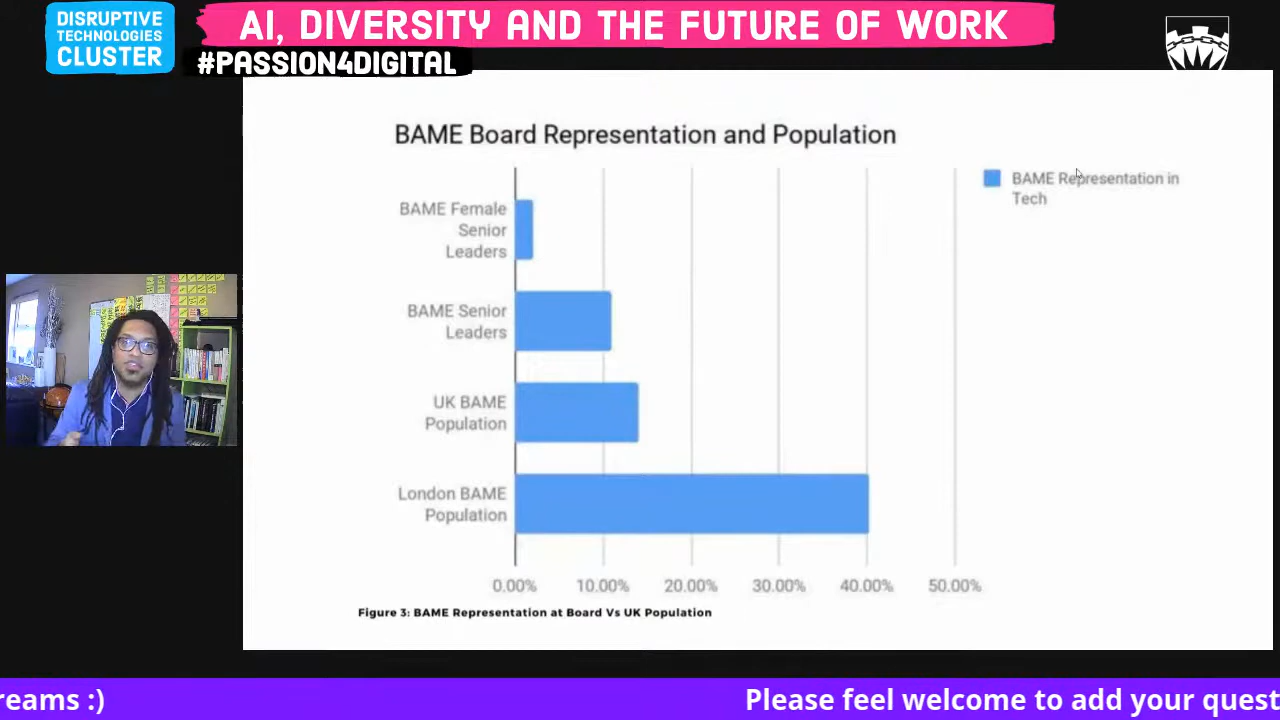 DISRUPTIVE
TECHNOLOGIES
CLUSTER
AI, DIVERSITY AND THE FUTURE OF WORK
#PASSION4DIGITAL
BAME Board Representation and Population
BAME Representation in
Tech
BAME Female
Senior
Leaders
BAME Senior
Leaders
UK BAME
Population
London BAME
Population
0.00% 10.00% 20.00% 30.00% 40.00% 50.00%
Figure 3: BAME Representation at Board Vs UK Population
reams :) Please feel welcome to add your quest